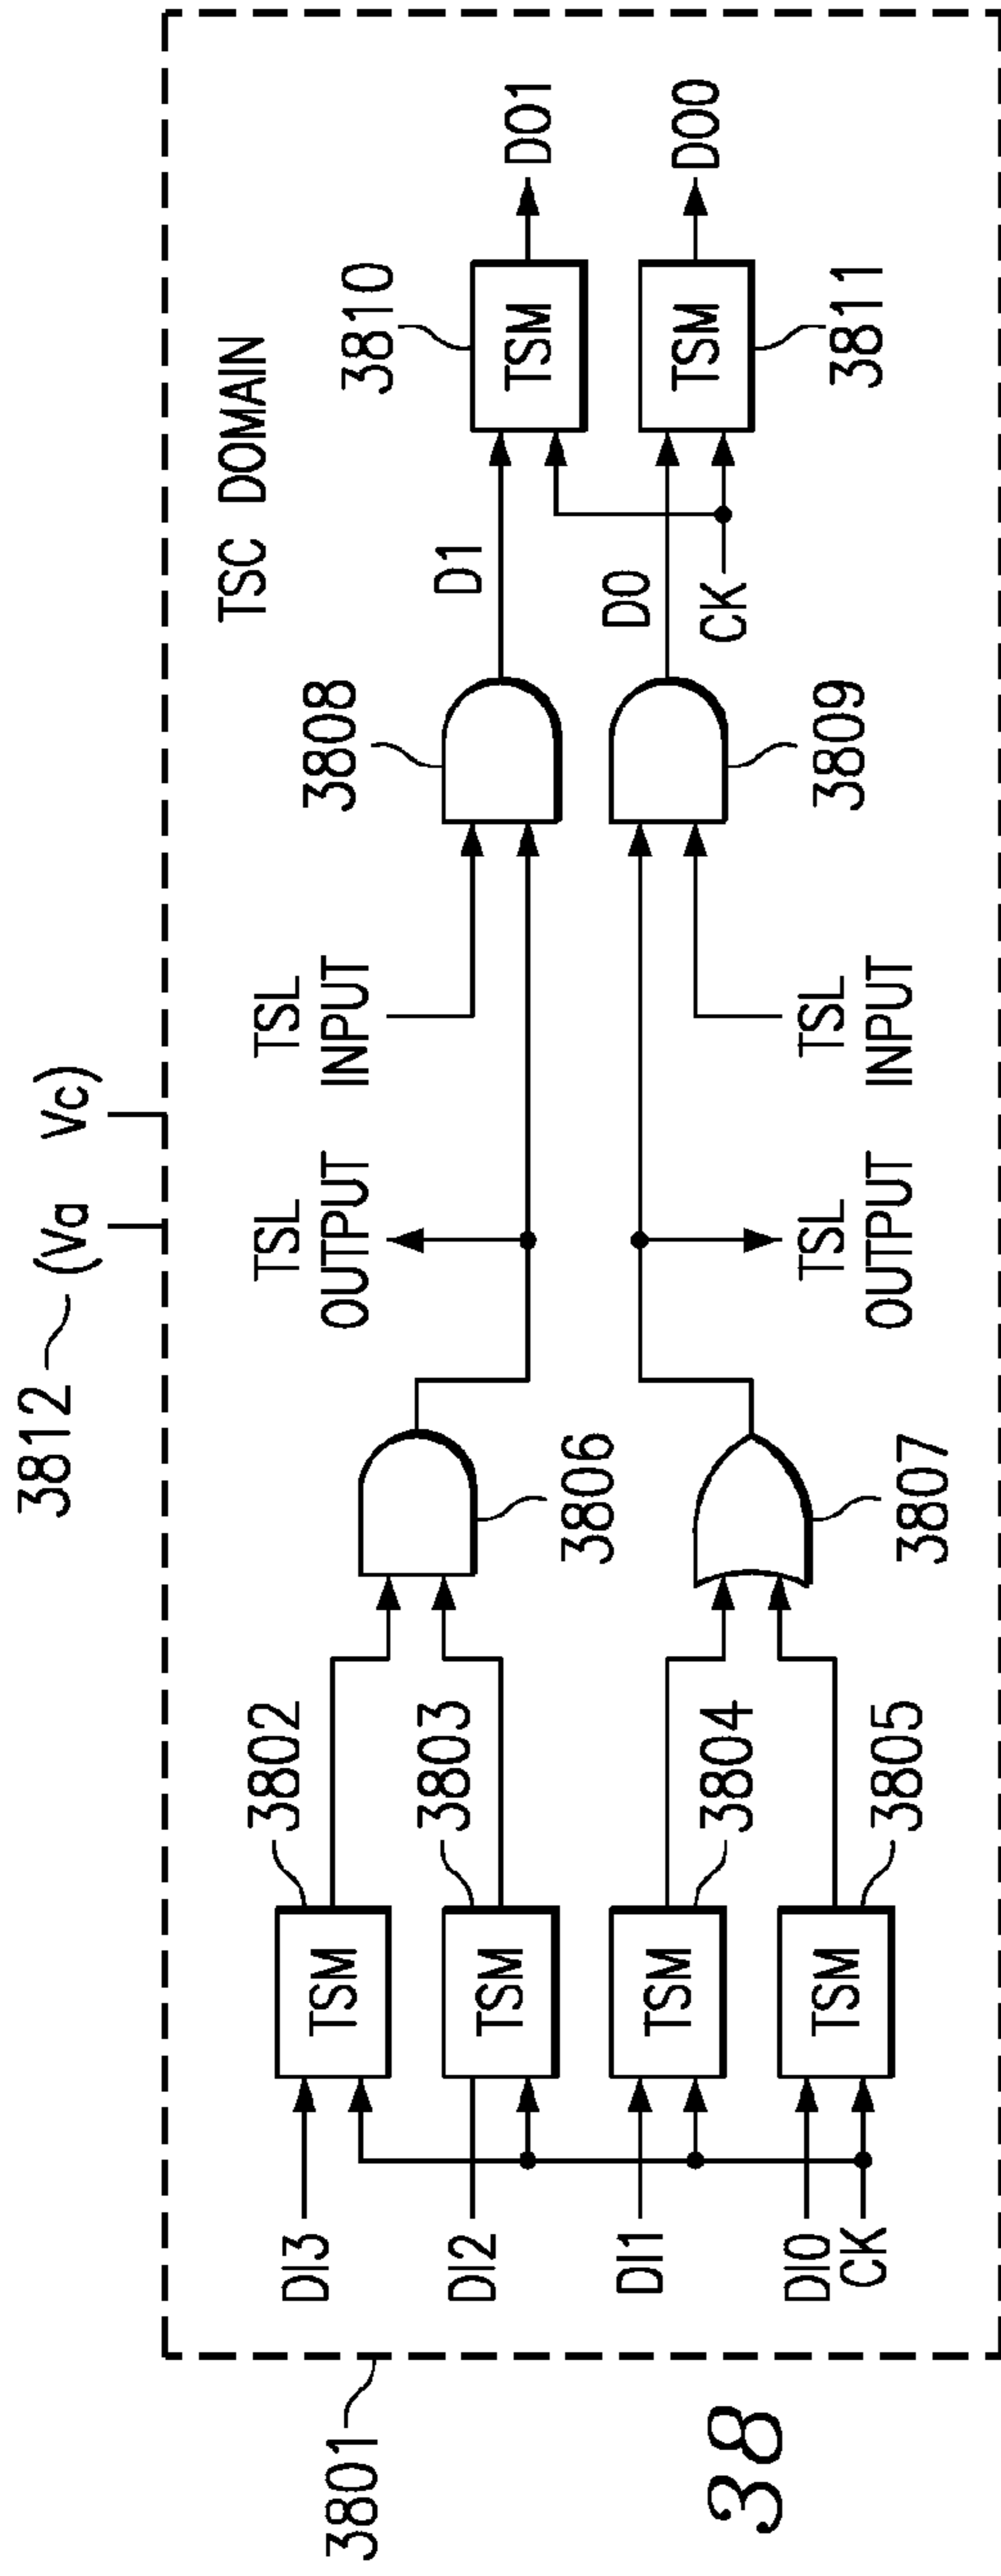 3812 (Va Vc)
3801
TSC DOMAIN
DI3
DI2
DI1
DI0
CK
TSM
3802
TSM
3803
TSM
3804
TSM
3805
3806
3807
TSL
OUTPUT
TSL
OUTPUT
TSL
INPUT
TSL
INPUT
3808
3809
D1
D0
CK
3810
TSM
TSM
3811
DO1
DO0
38